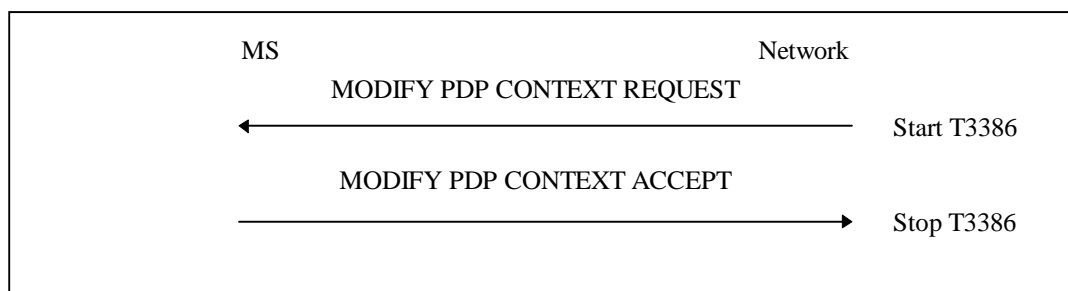 MS Network
MODIFY PDP CONTEXT REQUEST
Start T3386
MODIFY PDP CONTEXT ACCEPT
Stop T3386